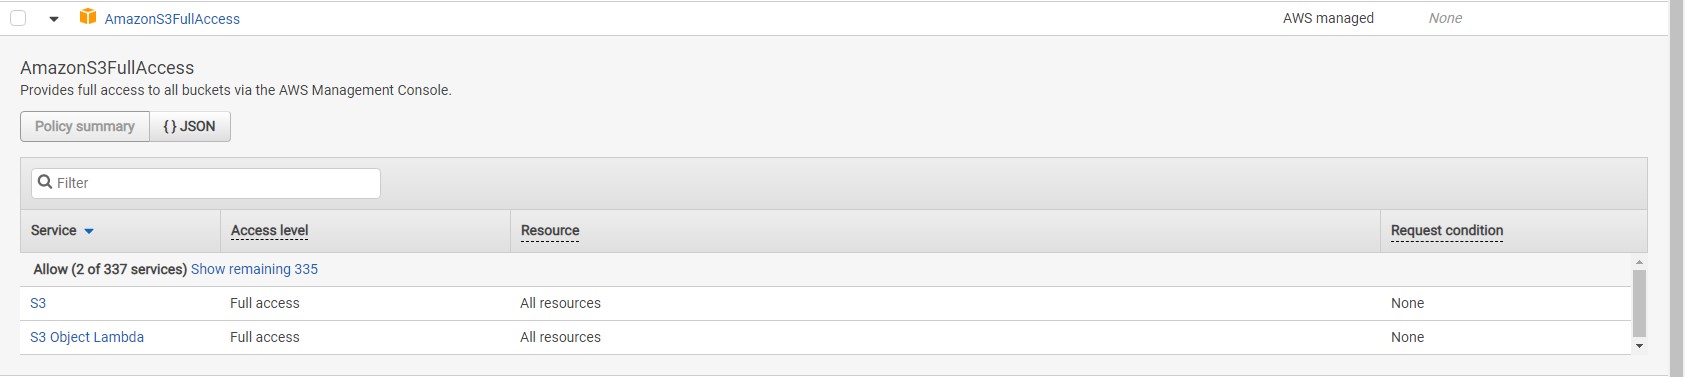 AmazonS3FullAccess AWS managed None
AmazonS3FullAccess
Provides full access to all buckets via the AWS Management Console.
Policy summary { } JSON
Filter
Service Access level Resource Request condition
Allow (2 of 337 services) Show remaining 335
S3 Full access All resources None
S3 Object Lambda Full access All resources None